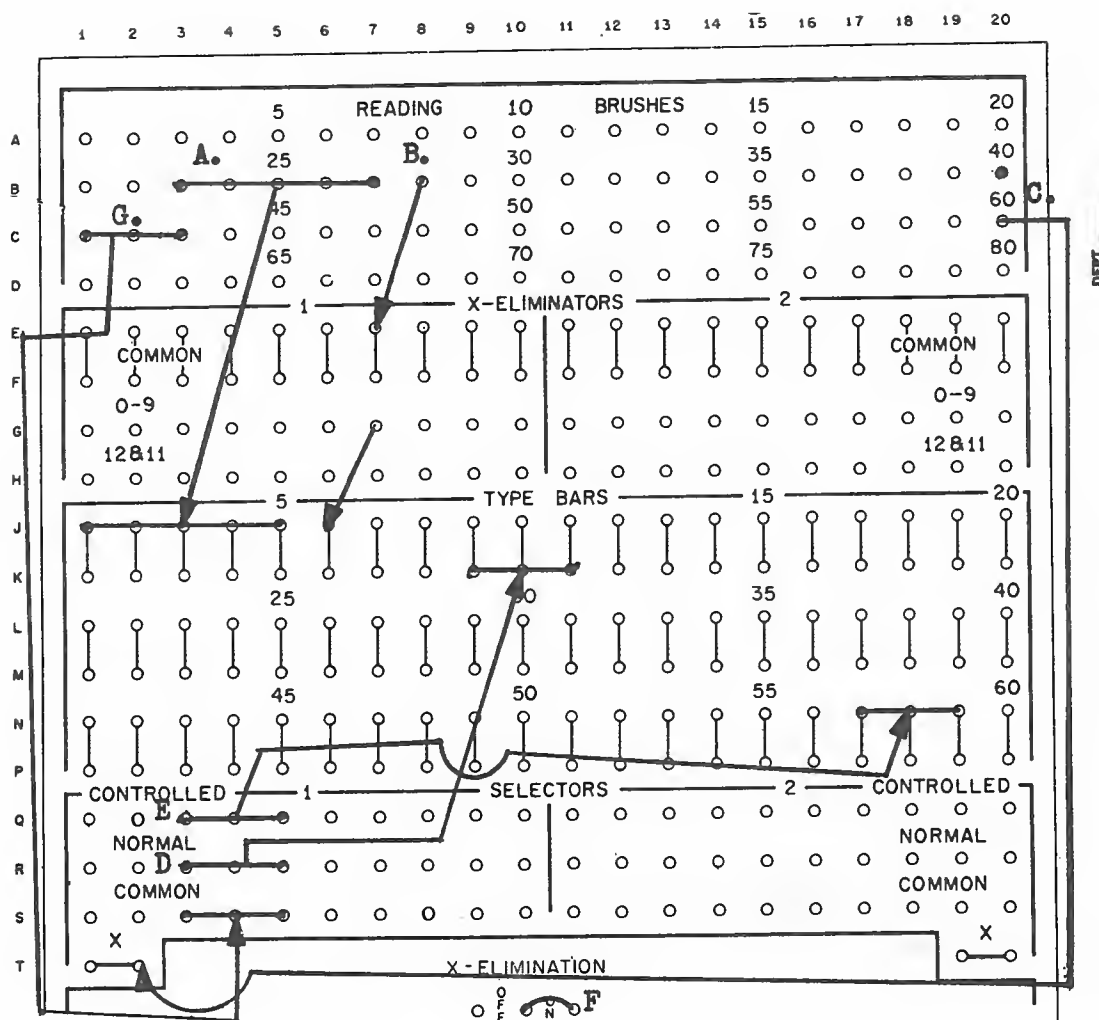 1 2 3 4 5 6 7 8 9 10 11 12 13 14 15 16 17 18 19 20
5 READING 10 BRUSHES 15 20
A
A. 25 B. 30 35 40
B
G. 45 50 55 60 C.
C
65 70 75 80
D
DEPT
1 X-ELIMINATORS 2
E
COMMON COMMON
F
0-9 0-9
G
12&11 12&11
H
5 TYPE BARS 15 20
J
K
25 35 40
L
M
45 50 55 60
N
P
CONTROLLED 1 SELECTORS 2 CONTROLLED
Q E
NORMAL NORMAL
R D
COMMON COMMON
S
X X
T
X-ELIMINATION
OFF N F